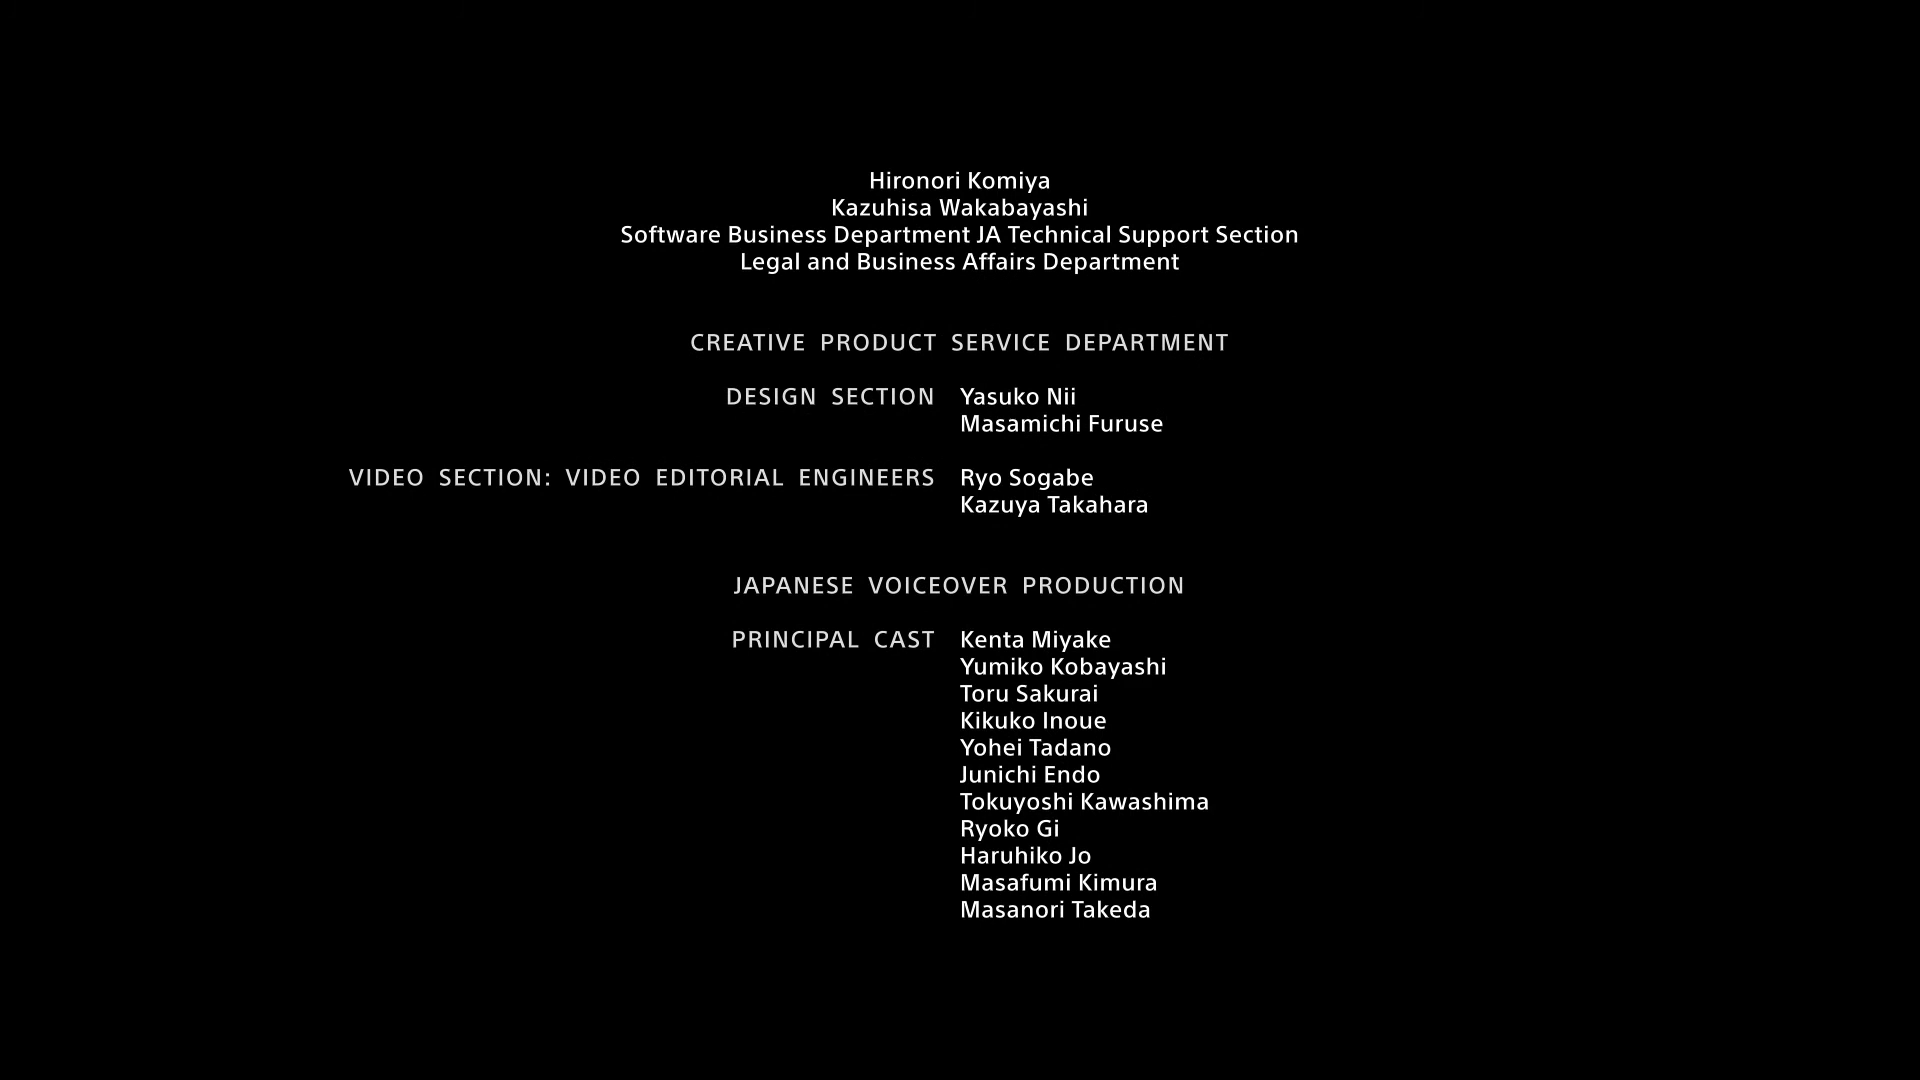 Hironori Komiya
Kazuhisa Wakabayashi
Software Business Department JA Technical Support Section
Legal and Business Affairs Department
CREATIVE PRODUCT SERVICE DEPARTMENT
DESIGN SECTION Yasuko Nii
Masamichi Furuse
VIDEO SECTION: VIDEO EDITORIAL ENGINEERS Ryo Sogabe
Kazuya Takahara
JAPANESE VOICEOVER PRODUCTION
PRINCIPAL CAST Kenta Miyake
Yumiko Kobayashi
Toru Sakurai
Kikuko Inoue
Yohei Tadano
Junichi Endo
Tokuyoshi Kawashima
Ryoko Gi
Haruhiko Jo
Masafumi Kimura
Masanori Takeda